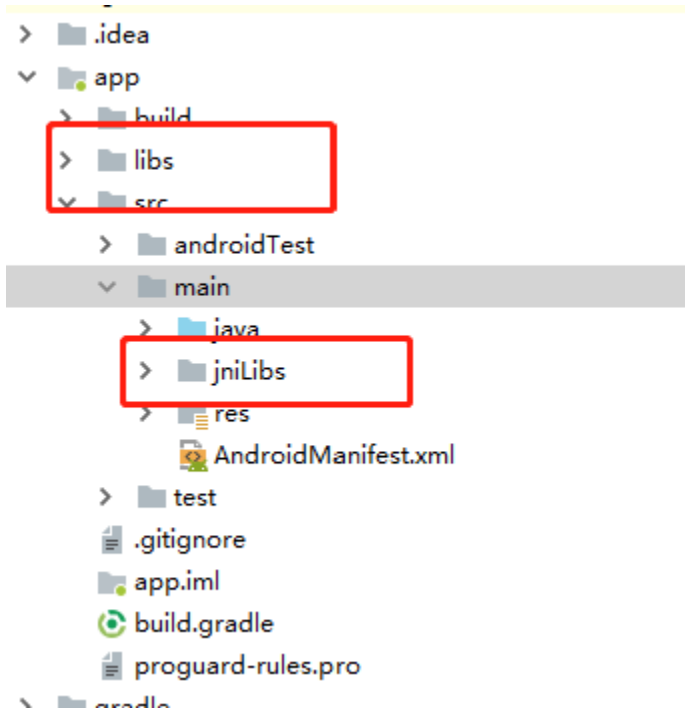 .idea
app
build
libs
src
androidTest
main
java
jniLibs
res
AndroidManifest.xml
test
.gitignore
app.iml
build.gradle
proguard-rules.pro
gradle